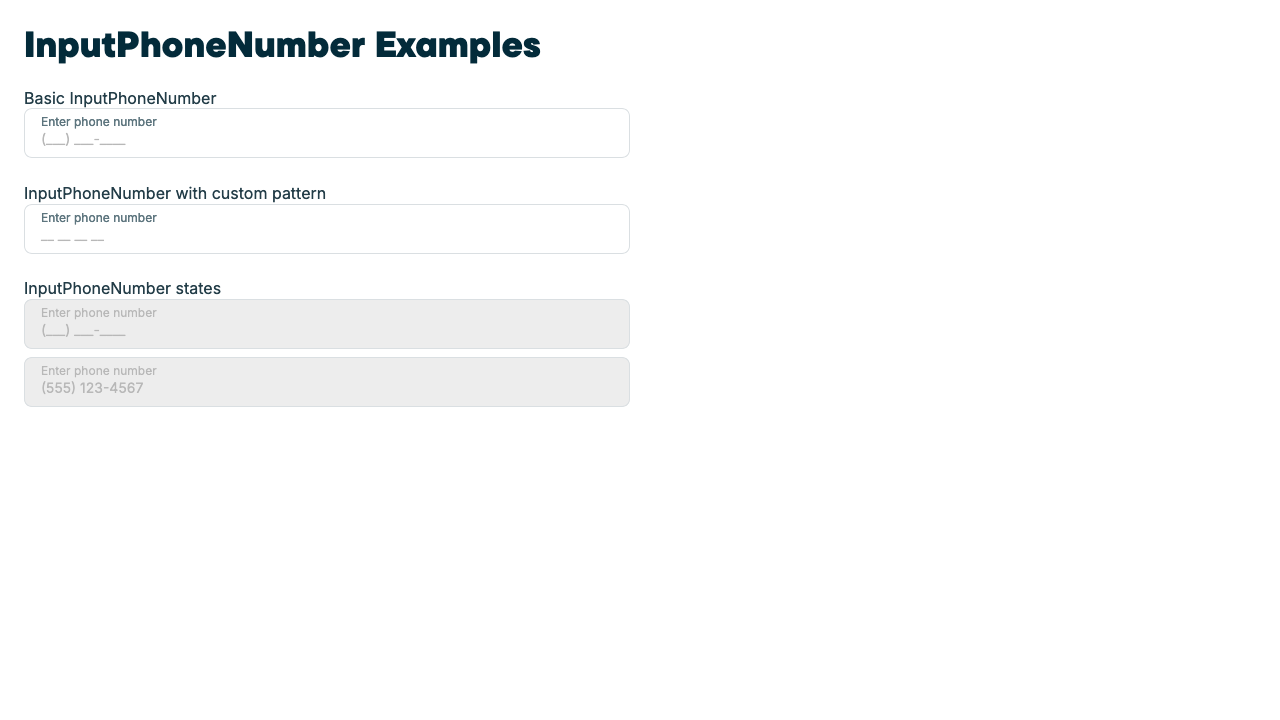 InputPhoneNumber Examples
Basic InputPhoneNumber
Enter phone number
(___) ___-____
InputPhoneNumber with custom pattern
Enter phone number
__ __ __ __
InputPhoneNumber states
Enter phone number
(___) ___-____
Enter phone number
(555) 123-4567